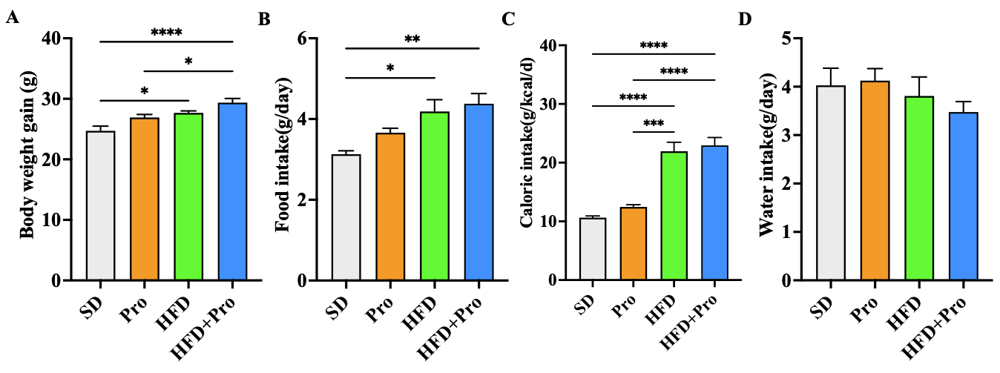 A
Body weight gain (g)
40
30
20
10
0
****
*
*
SD
Pro
HFD
HFD+Pro
B
Food intake(g/day)
6
4
2
0
**
*
SD
Pro
HFD
HFD+Pro
C
Caloric intake(g/kcal/d)
40
30
20
10
0
****
****
****
***
SD
Pro
HFD
HFD+Pro
D
Water intake(g/day)
5
4
3
2
1
0
SD
Pro
HFD
HFD+Pro